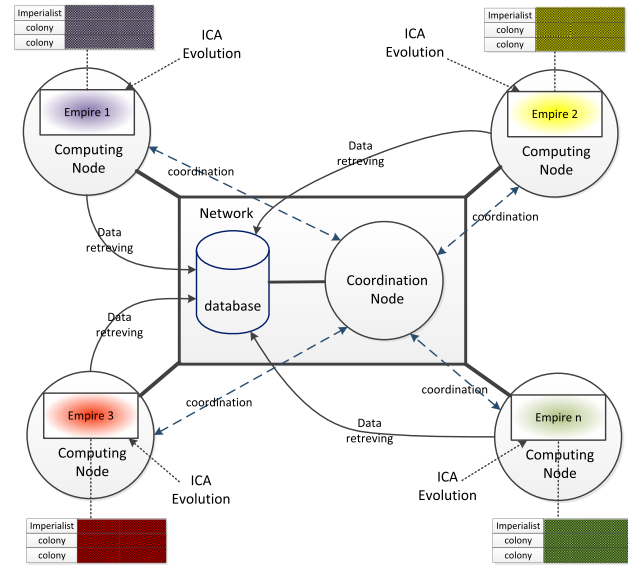 Imperialist
colony
colony
ICA
Evolution
Empire 1
Computing
Node
Imperialist
colony
colony
ICA
Evolution
Empire 2
Computing
Node
Data
retreving
coordination
coordination
Network
Data
retreving
database
Coordination
Node
Data
retreving
coordination
coordination
Empire 3
Computing
Node
ICA
Evolution
Imperialist
colony
colony
Data
retreving
Empire n
Computing
Node
ICA
Evolution
Imperialist
colony
colony